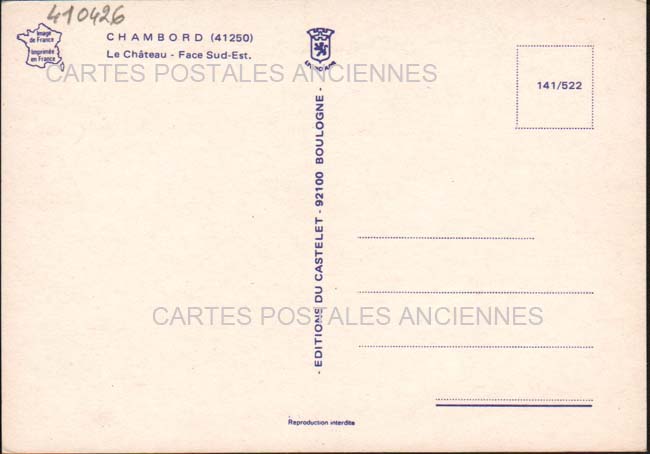 410426
Image
de France
Imprimée
en France
CHAMBORD (41250)
Le Château - Face Sud-Est.
CARTES POSTALES ANCIENNES
141/522
- EDITIONS DU CASTELET - 92100 BOULOGNE -
CARTES POSTALES ANCIENNES
Reproduction interdite